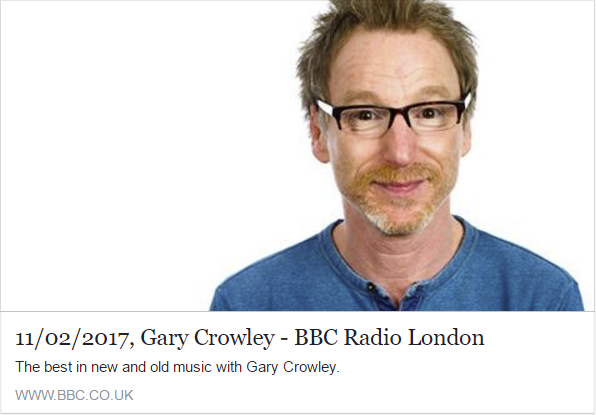 11/02/2017, Gary Crowley - BBC Radio London
The best in new and old music with Gary Crowley.
WWW.BBC.CO.UK